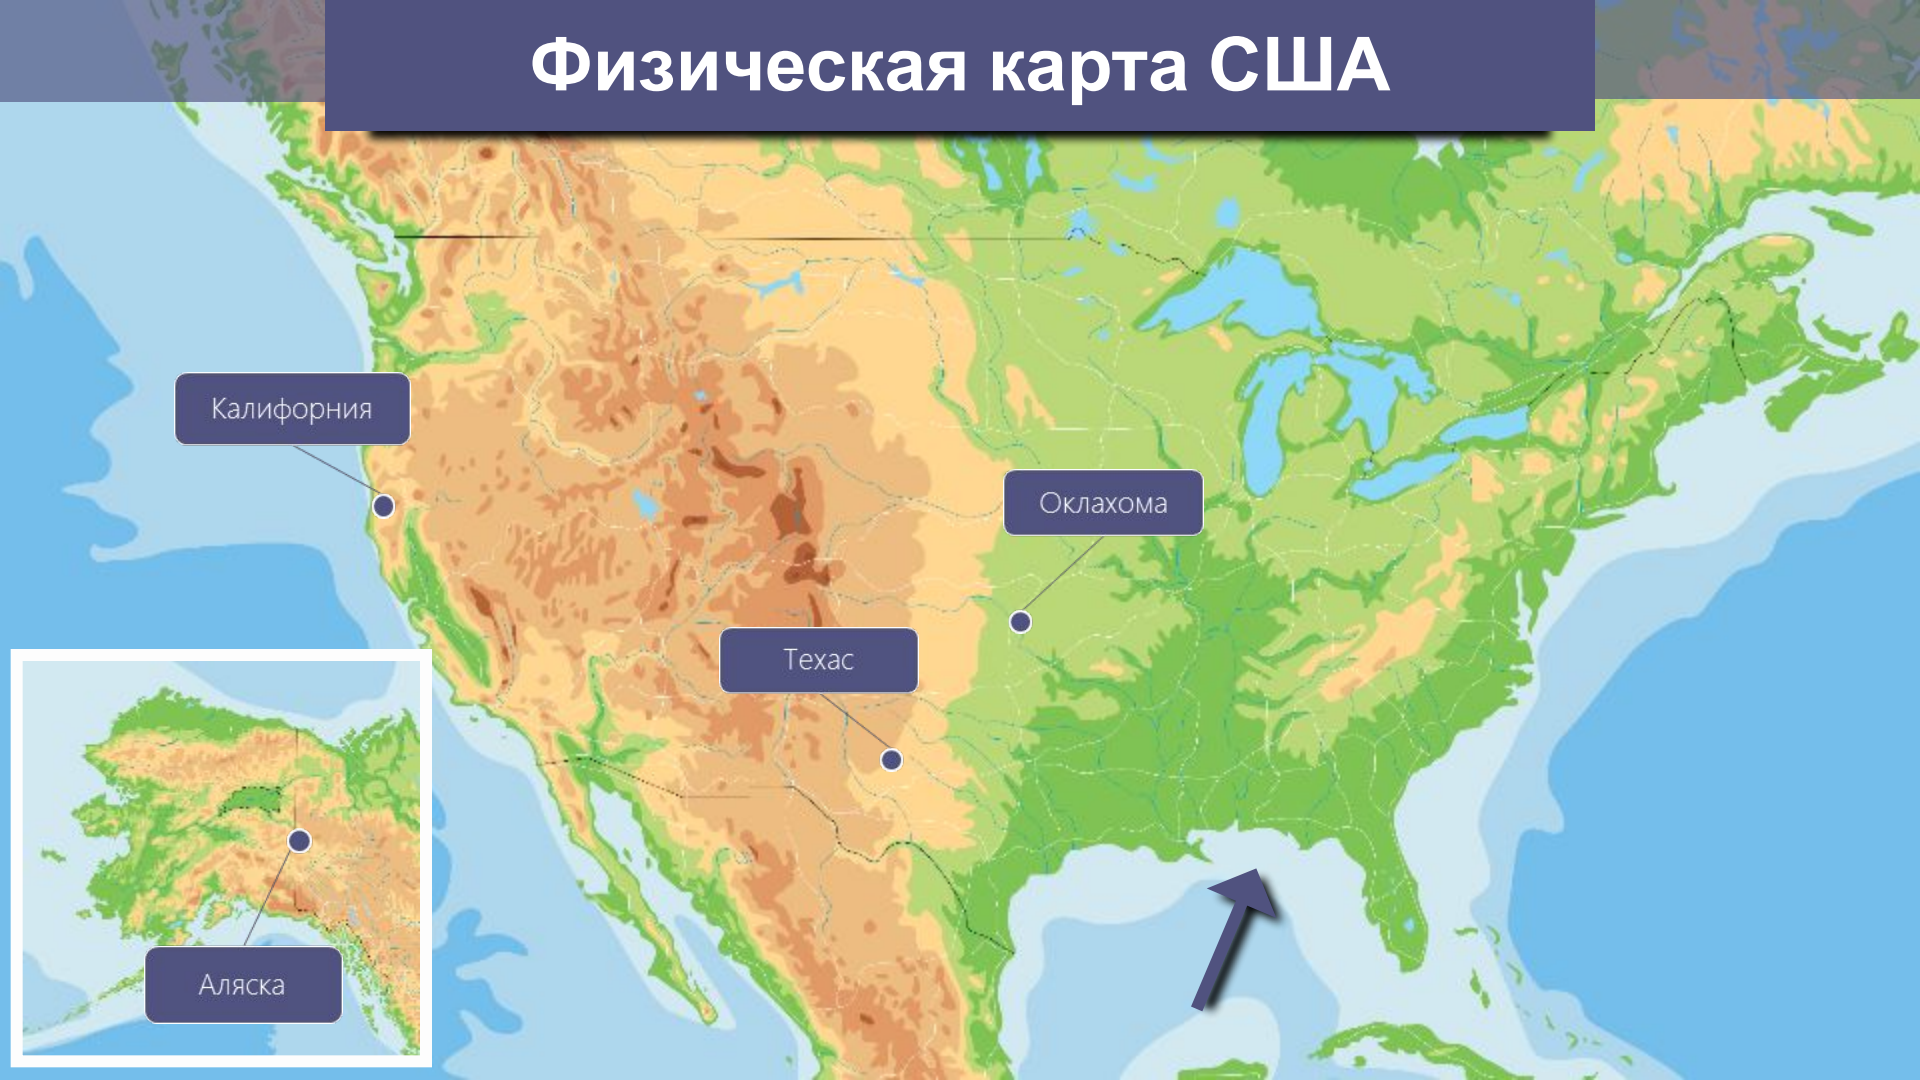 Физическая карта США
Калифорния
Оклахома
Техас
Аляска